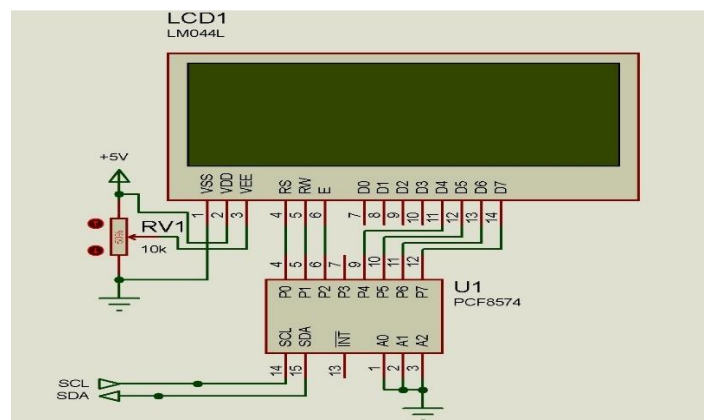 LCD1
LM044L
+5V
VSS VDD VEE RS RW E D0 D1 D2 D3 D4 D5 D6 D7
1 2 3 4 5 6 7 8 9 10 11 12 13 14
RV1
50%
10k
4 5 6 7 9 10 11 12
P0 P1 P2 P3 P4 P5 P6 P7
U1
PCF8574
SCL SDA INT A0 A1 A2
14 15 13 1 2 3
SCL
SDA